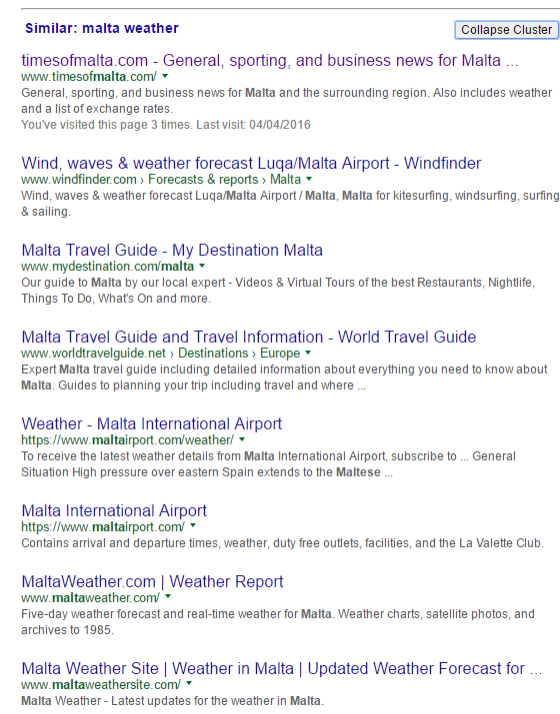 Similar: malta weather
Collapse Cluster
timesofmalta.com - General, sporting, and business news for Malta ...
www.timesofmalta.com/ ▼
General, sporting, and business news for Malta and the surrounding region. Also includes weather
and a list of exchange rates.
You've visited this page 3 times. Last visit: 04/04/2016
Wind, waves & weather forecast Luqa/Malta Airport - Windfinder
www.windfinder.com › Forecasts & reports › Malta ▼
Wind, waves & weather forecast Luqa/Malta Airport / Malta, Malta for kitesurfing, windsurfing, surfing
& sailing.
Malta Travel Guide - My Destination Malta
www.mydestination.com/malta ▼
Our guide to Malta by our local expert - Videos & Virtual Tours of the best Restaurants, Nightlife,
Things To Do, What's On and more.
Malta Travel Guide and Travel Information - World Travel Guide
www.worldtravelguide.net › Destinations › Europe ▼
Expert Malta travel guide including detailed information about everything you need to know about
Malta. Guides to planning your trip including travel and where ...
Weather - Malta International Airport
https://www.maltairport.com/weather/ ▼
To receive the latest weather details from Malta International Airport, subscribe to ... General
Situation High pressure over eastern Spain extends to the Maltese ...
Malta International Airport
https://www.maltairport.com/ ▼
Contains arrival and departure times, weather, duty free outlets, facilities, and the La Valette Club.
MaltaWeather.com | Weather Report
www.maltaweather.com/ ▼
Five-day weather forecast and real-time weather for Malta. Weather charts, satellite photos, and
archives to 1985.
Malta Weather Site | Weather in Malta | Updated Weather Forecast for ...
www.maltaweathersite.com/ ▼
Malta Weather - Latest updates for the weather in Malta.